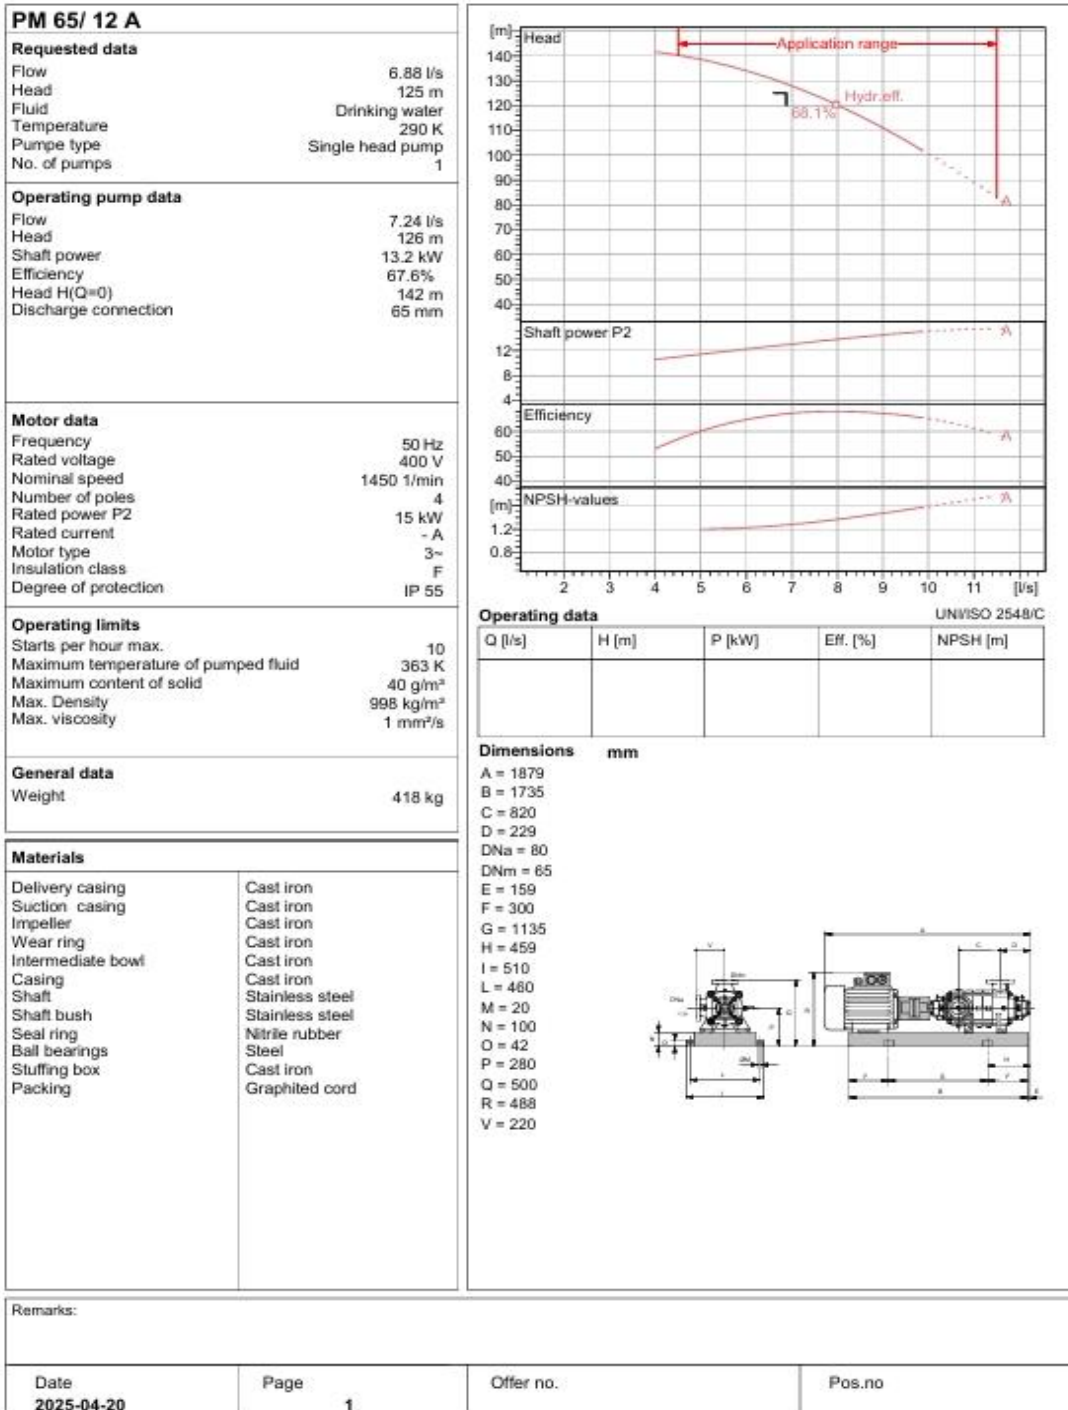 PM 65/ 12 A
Requested data
Flow 6.88 l/s
Head 125 m
Fluid Drinking water
Temperature 290 K
Pumpe type Single head pump
No. of pumps 1
Operating pump data
Flow 7.24 l/s
Head 126 m
Shaft power 13.2 kW
Efficiency 67.6%
Head H(Q=0) 142 m
Discharge connection 65 mm
Motor data
Frequency 50 Hz
Rated voltage 400 V
Nominal speed 1450 1/min
Number of poles 4
Rated power P2 15 kW
Rated current - A
Motor type 3~
Insulation class F
Degree of protection IP 55
Operating limits
Starts per hour max. 10
Maximum temperature of pumped fluid 363 K
Maximum content of solid 40 g/m³
Max. Density 998 kg/m³
Max. viscosity 1 mm²/s
General data
Weight 418 kg
Materials
Delivery casing Cast iron
Suction casing Cast iron
Impeller Cast iron
Wear ring Cast iron
Intermediate bowl Cast iron
Casing Cast iron
Shaft Stainless steel
Shaft bush Stainless steel
Seal ring Nitrile rubber
Ball bearings Steel
Stuffing box Cast iron
Packing Graphited cord
[m] Head
Application range
140
130
120
110
100
90
80
70
60
50
40
Hydr.eff.
68.1%
A
Shaft power P2
12
8
4
A
Efficiency
60
50
40
A
[m] NPSH-values
1.2
0.8
A
2 3 4 5 6 7 8 9 10 11 [l/s]
Operating data UNI/ISO 2548/C
Q [l/s] H [m] P [kW] Eff. [%] NPSH [m]
Dimensions mm
A = 1879
B = 1735
C = 820
D = 229
DNa = 80
DNm = 65
E = 159
F = 300
G = 1135
H = 459
I = 510
L = 460
M = 20
N = 100
O = 42
P = 280
Q = 500
R = 488
V = 220
Remarks:
Date Page Offer no. Pos.no
2025-04-20 1